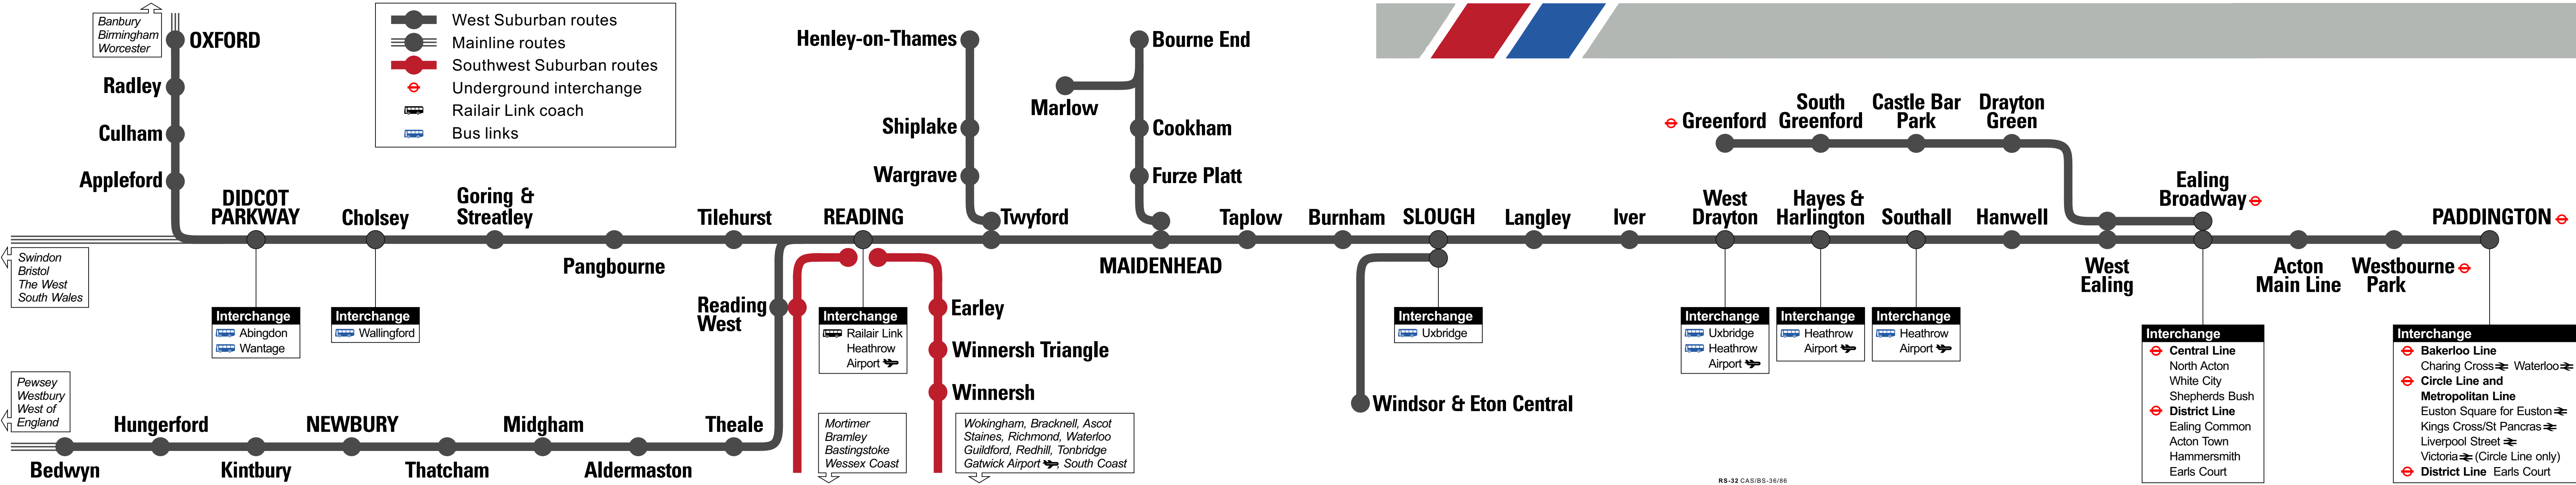 Banbury
Birmingham
Worcester
OXFORD
Radley
Culham
Appleford
West Suburban routes
Mainline routes
Southwest Suburban routes
Underground interchange
Railair Link coach
Bus links
Henley-on-Thames
Shiplake
Wargrave
Bourne End
Marlow
Cookham
Furze Platt
Greenford
South
Greenford
Castle Bar
Park
Drayton
Green
DIDCOT
PARKWAY
Cholsey
Goring &
Streatley
Pangbourne
Tilehurst
READING
Twyford
MAIDENHEAD
Taplow
Burnham
SLOUGH
Langley
Iver
West
Drayton
Hayes &
Harlington
Southall
Hanwell
West
Ealing
Ealing
Broadway
Acton
Main Line
Westbourne
Park
PADDINGTON
Swindon
Bristol
The West
South Wales
Interchange
Abingdon
Wantage
Interchange
Wallingford
Reading
West
Interchange
Railair Link
Heathrow
Airport
Earley
Winnersh Triangle
Winnersh
Interchange
Uxbridge
Windsor & Eton Central
Interchange
Uxbridge
Heathrow
Airport
Interchange
Heathrow
Airport
Interchange
Heathrow
Airport
Interchange
Central Line
North Acton
White City
Shepherds Bush
District Line
Ealing Common
Acton Town
Hammersmith
Earls Court
Interchange
Bakerloo Line
Charing Cross Waterloo
Circle Line and
Metropolitan Line
Euston Square for Euston
Kings Cross/St Pancras
Liverpool Street
Victoria (Circle Line only)
District Line Earls Court
Pewsey
Westbury
West of
England
Bedwyn
Hungerford
Kintbury
NEWBURY
Thatcham
Midgham
Aldermaston
Theale
Mortimer
Bramley
Bastingstoke
Wessex Coast
Wokingham, Bracknell, Ascot
Staines, Richmond, Waterloo
Guildford, Redhill, Tonbridge
Gatwick Airport , South Coast
RS-32 CAS/BS-36/86